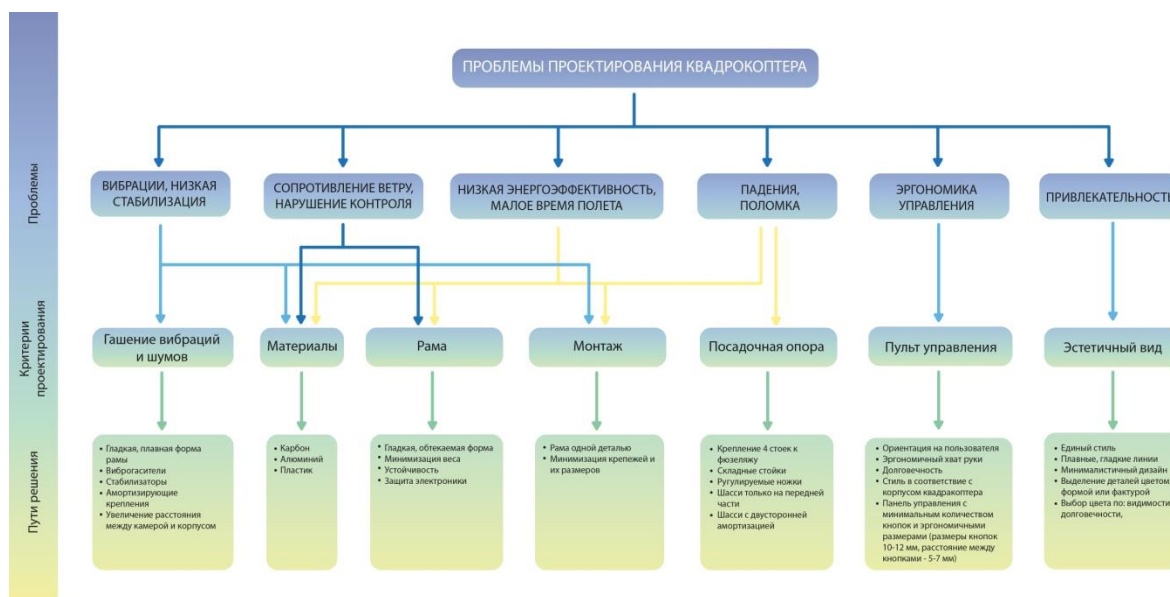 ПРОБЛЕМЫ ПРОЕКТИРОВАНИЯ КВАДРОКОПТЕРА
Проблемы
ВИБРАЦИИ, НИЗКАЯ
СТАБИЛИЗАЦИЯ
СОПРОТИВЛЕНИЕ ВЕТРУ,
НАРУШЕНИЕ КОНТРОЛЯ
НИЗКАЯ ЭНЕРГОЭФФЕКТИВНОСТЬ,
МАЛОЕ ВРЕМЯ ПОЛЕТА
ПАДЕНИЯ,
ПОЛОМКА
ЭРГОНОМИКА
УПРАВЛЕНИЯ
ПРИВЛЕКАТЕЛЬНОСТЬ
Критерии
проектирования
Гашение вибраций
и шумов
Материалы
Рама
Монтаж
Посадочная опора
Пульт управления
Эстетичный вид
Пути решения
• Гладкая, плавная форма
рамы
• Виброгасители
• Стабилизаторы
• Амортизирующие
крепления
• Увеличение расстояния
между камерой и корпусом
• Карбон
• Алюминий
• Пластик
• Гладкая, обтекаемая форма
• Минимизация веса
• Устойчивость
• Защита электроники
• Рама одной деталью
• Минимизация крепежей и
их размеров
• Крепление 4 стоек к
фюзеляжу
• Складные стойки
• Ругулируемые ножки
• Шасси только на передней
части
• Шасси с двусторонней
амортизацией
• Ориентация на пользователя
• Эргономичный хват руки
• Долговечность
• Стиль в соответствие с
корпусом квадракоптера
• Панель управления с
минимальным количеством
кнопок и эргономичными
размерами (размеры кнопок
10-12 мм, расстояние между
кнопками - 5-7 мм)
• Единый стиль
• Плавные, гладкие линии
• Минималистичный дизайн
• Выделение деталей цветом,
формой или фактурой
• Выбор цвета по: видимости,
долговечности,